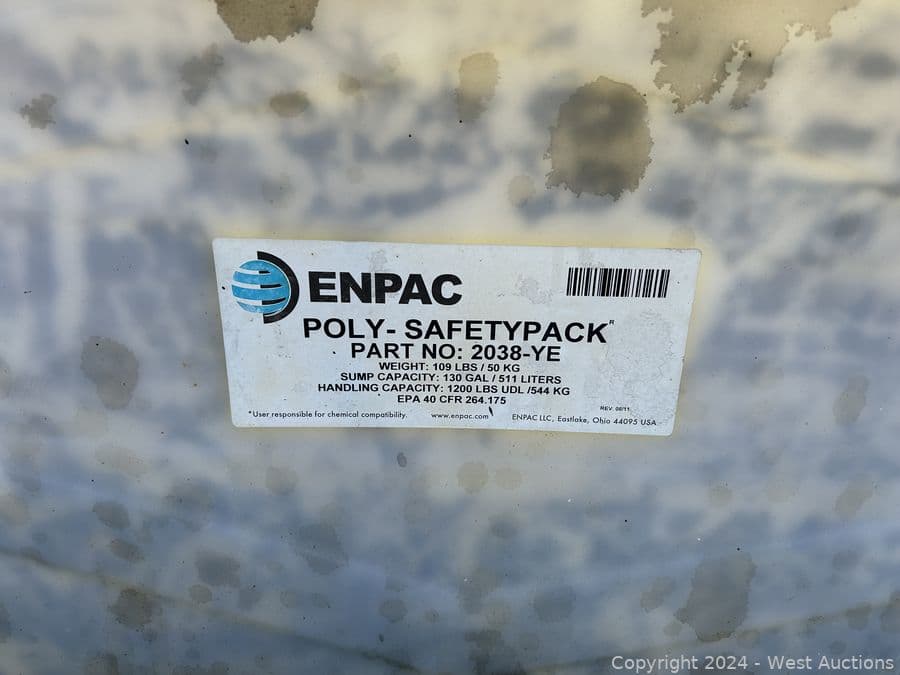 ENPAC
POLY- SAFETYPACK R
PART NO: 2038-YE
WEIGHT: 109 LBS / 50 KG
SUMP CAPACITY: 130 GAL / 511 LITERS
HANDLING CAPACITY: 1200 LBS UDL /544 KG
EPA 40 CFR 264.175
REV. 08/11
*User responsible for chemical compatibility. www.enpac.com ENPAC LLC, Eastlake, Ohio 44095 USA
Copyright 2024 - West Auctions